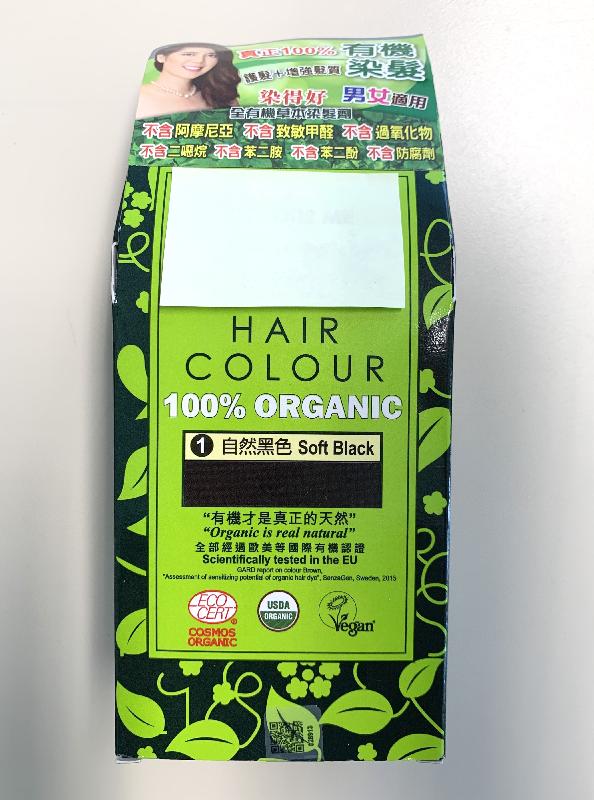 真正100% 有機
護髮+增強髮質 染髮
染得好 男女適用
全有機草本染髮劑
不含阿摩尼亞 不含致敏甲醛 不含過氧化物
不含二噁烷 不含苯二胺 不含苯二酚 不含防腐劑
HAIR
COLOUR
100% ORGANIC
1 自然黑色 Soft Black
“有機才是真正的天然”
“Organic is real natural”
全部經過歐美等國際有機認證
Scientifically tested in the EU
GARD report on colour Brown,
"Assessment of sensitizing potential of organic hair dye", SenzaGen, Sweden, 2015
ECO
CERT®
COSMOS
ORGANIC
USDA
ORGANIC
Vegan